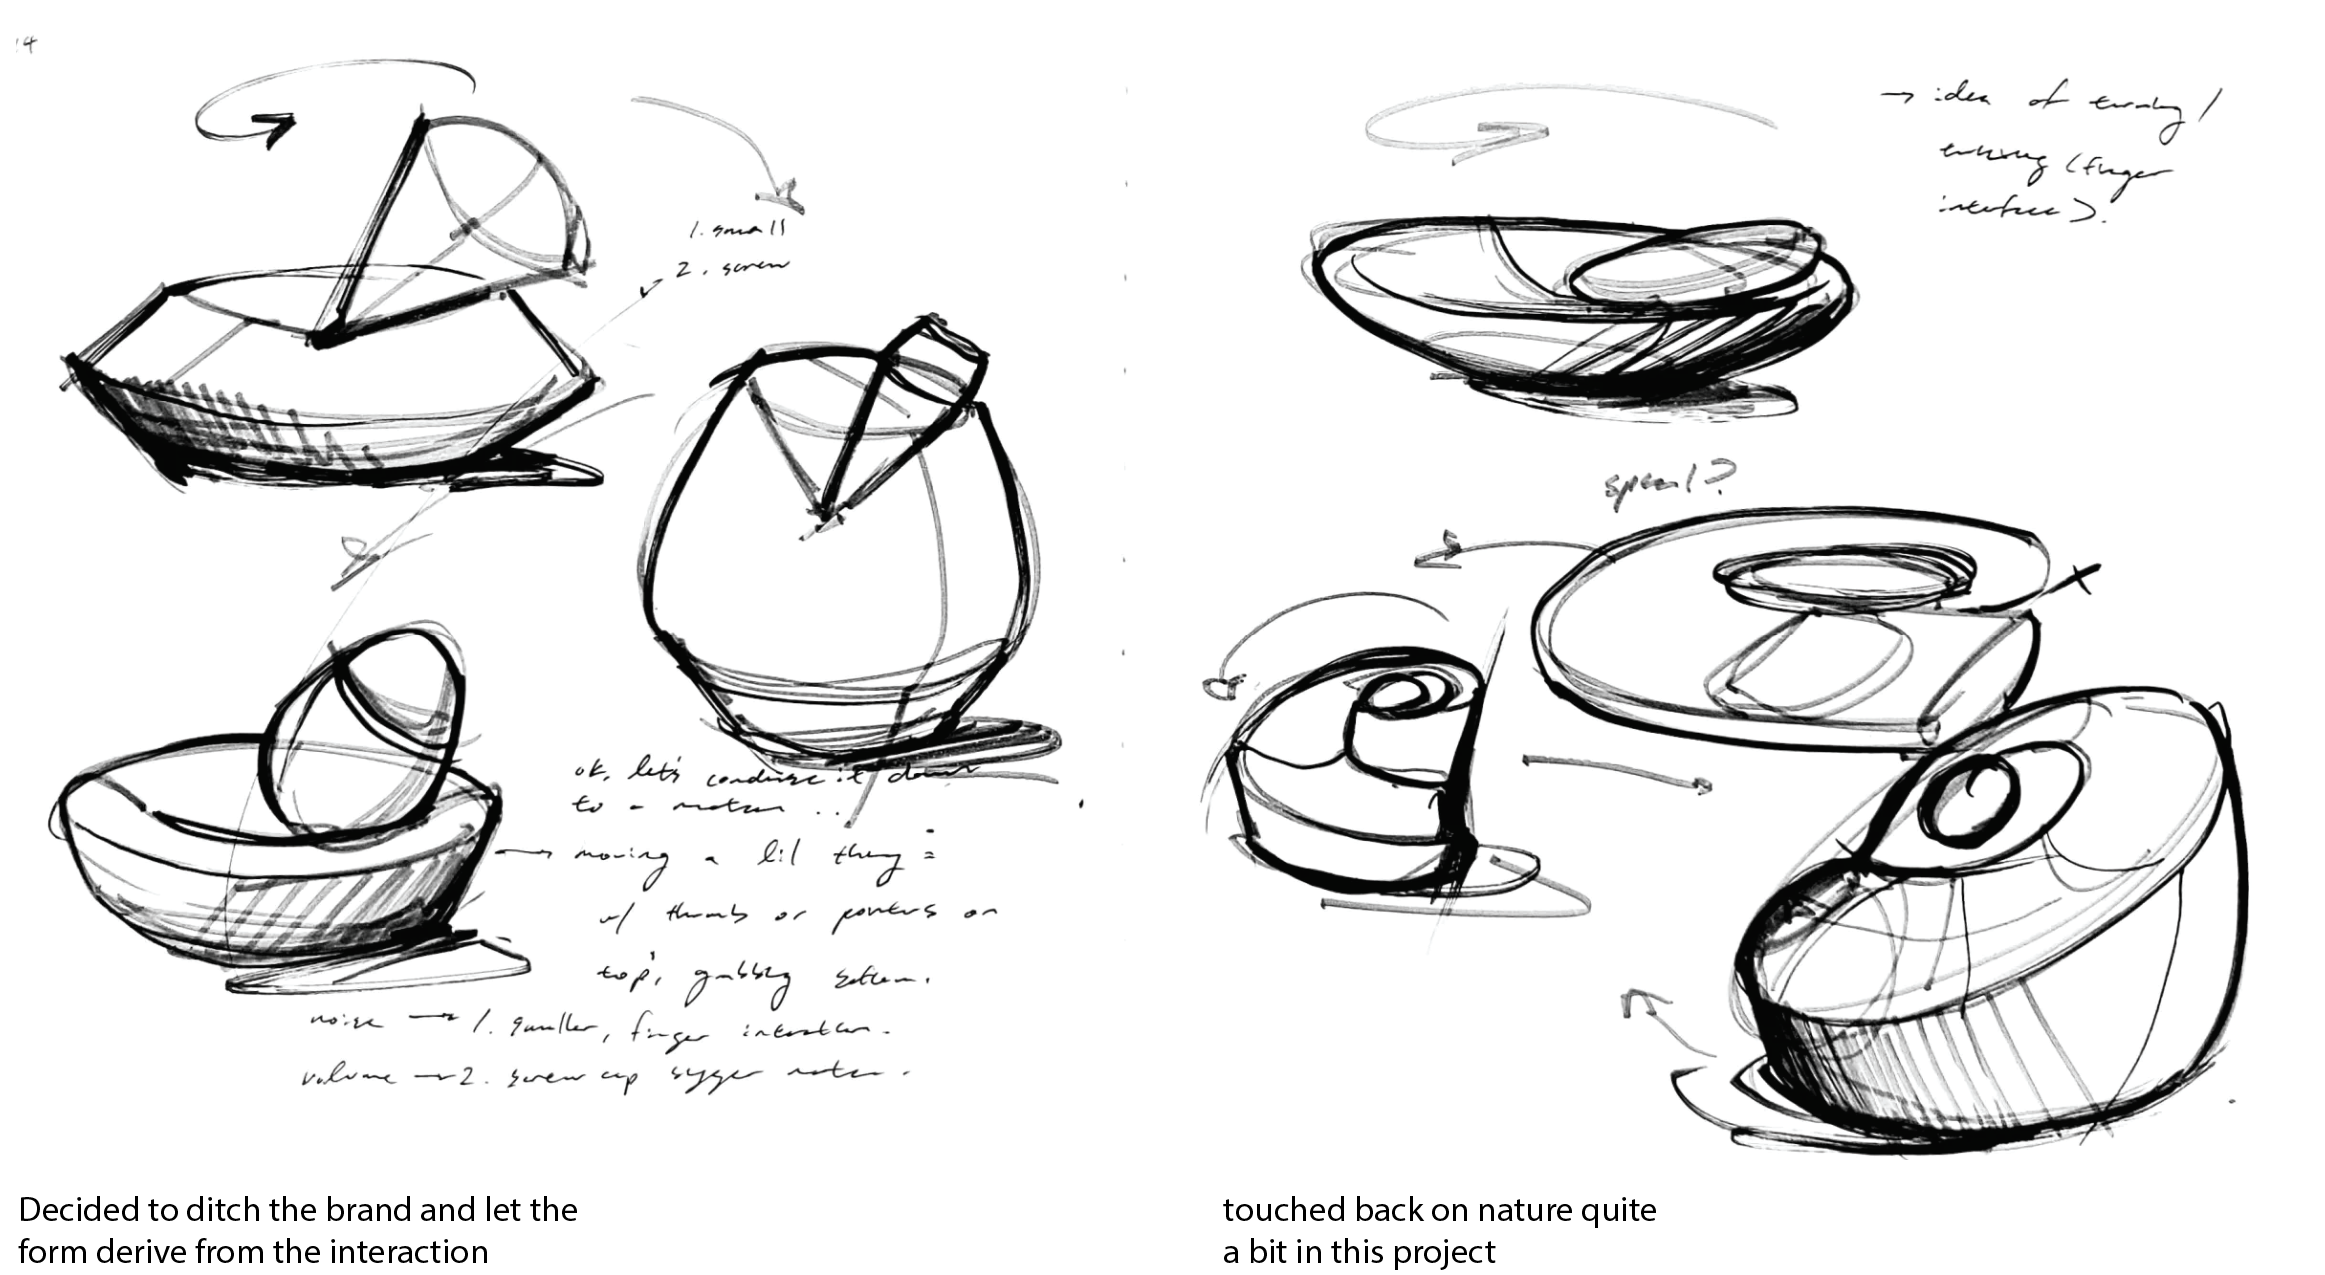 14
1. small
2. screw
ok, let's condense it down
to a motion ..
→ moving a lil thing =
w/ thumb or pointers on
top, grabbing bottom.
noise → 1. smaller, finger interaction.
volume → 2. screw cap motion.
→ idea of turning /
(finger
interface).
Decided to ditch the brand and let the
form derive from the interaction
touched back on nature quite
a bit in this project